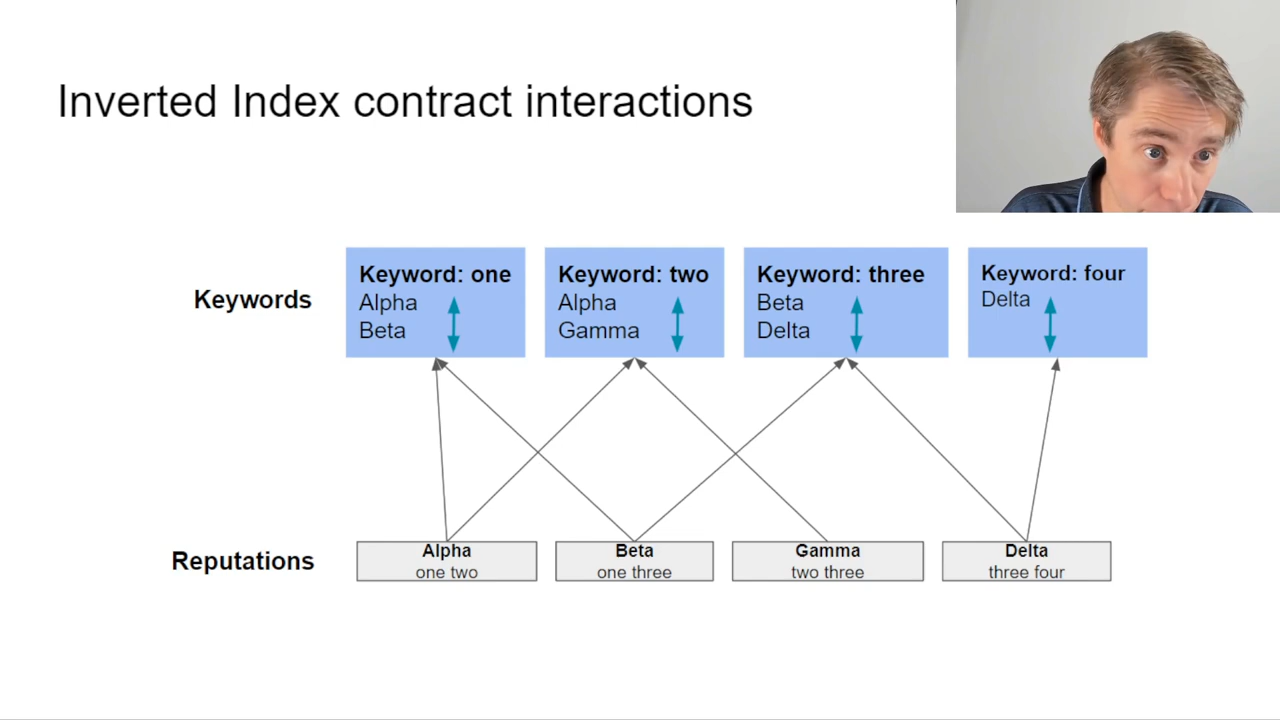 Inverted Index contract interactions
Keywords
Keyword: one
Alpha
Beta
Keyword: two
Alpha
Gamma
Keyword: three
Beta
Delta
Keyword: four
Delta
Reputations
Alpha
one two
Beta
one three
Gamma
two three
Delta
three four